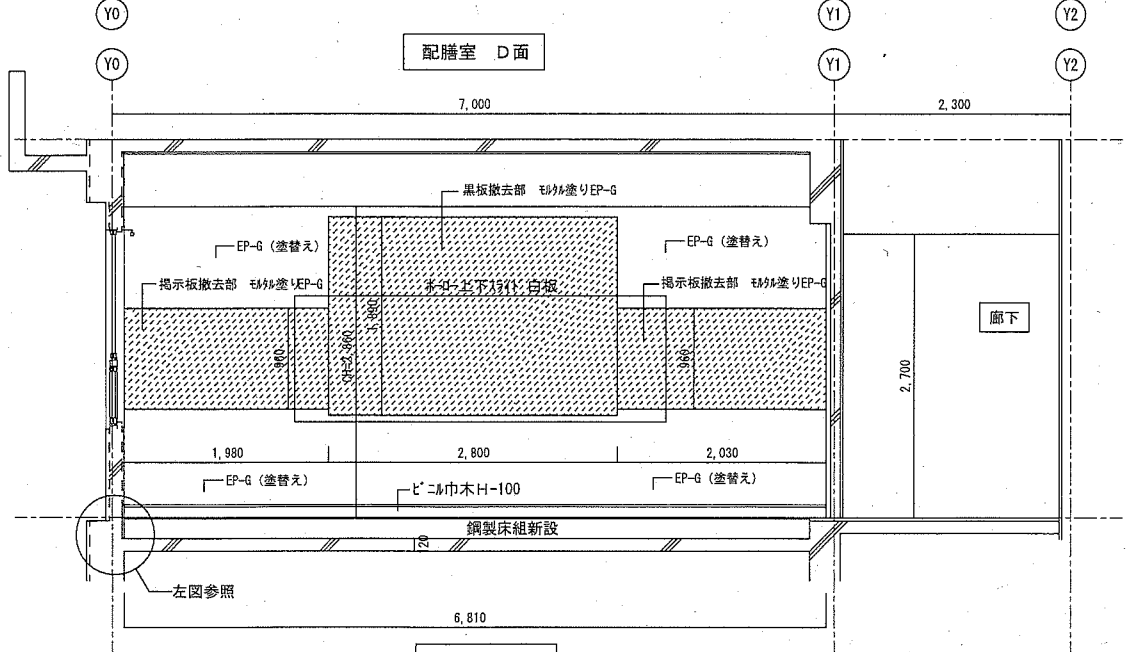 Y0 Y1 Y2
配膳室 D面
Y0 Y1 Y2
7,000 2,300
黒板撤去部 モルタル塗りEP-G
EP-G (塗替え) EP-G (塗替え)
掲示板撤去部 モルタル塗りEP-G ホーロー上下スライド 白板 掲示板撤去部 モルタル塗りEP-G
廊下
960 CH=2,860 1,890 960 2,700
1,980 2,800 2,030
EP-G (塗替え) EP-G (塗替え)
ビニル巾木H-100
鋼製床組新設
120
左図参照
6,810